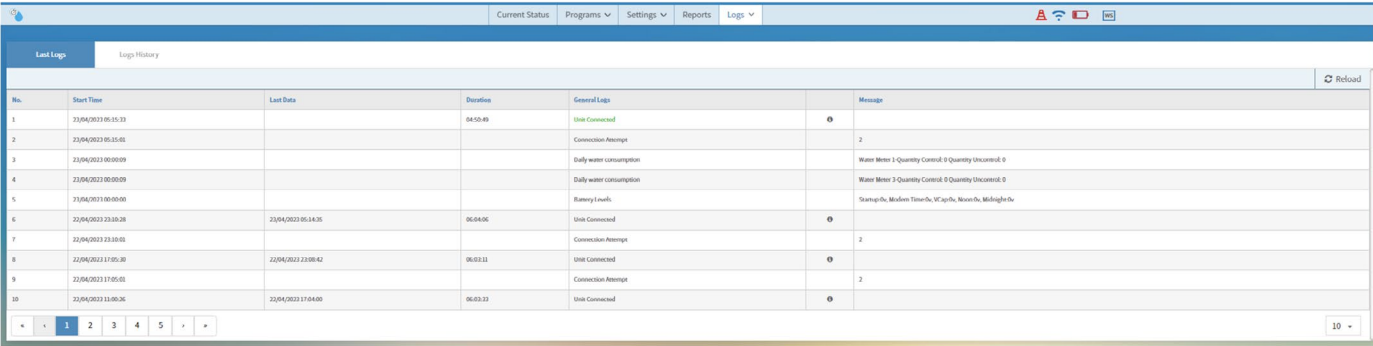 Current Status Programs Settings Reports Logs WS
Last Logs Logs History
Reload
No. Start Time Last Data Duration General Logs Message
1 23/04/2023 05:15:33 04:50:49 Unit Connected
2 23/04/2023 05:15:01 Connection Attempt 2
3 23/04/2023 00:00:09 Daily water consumption Water Meter 1-Quantity Control: 0 Quantity Uncontrol: 0
4 23/04/2023 00:00:09 Daily water consumption Water Meter 3-Quantity Control: 0 Quantity Uncontrol: 0
5 23/04/2023 00:00:00 Battery Levels Startup:0v, Modem Time:0v, VCap:0v, Noon:0v, Midnight:0v
6 22/04/2023 23:10:28 23/04/2023 05:14:35 06:04:06 Unit Connected
7 22/04/2023 23:10:01 Connection Attempt 2
8 22/04/2023 17:05:30 22/04/2023 23:08:42 06:03:11 Unit Connected
9 22/04/2023 17:05:01 Connection Attempt 2
10 22/04/2023 11:00:26 22/04/2023 17:04:00 06:03:33 Unit Connected
« ‹ 1 2 3 4 5 › » 10